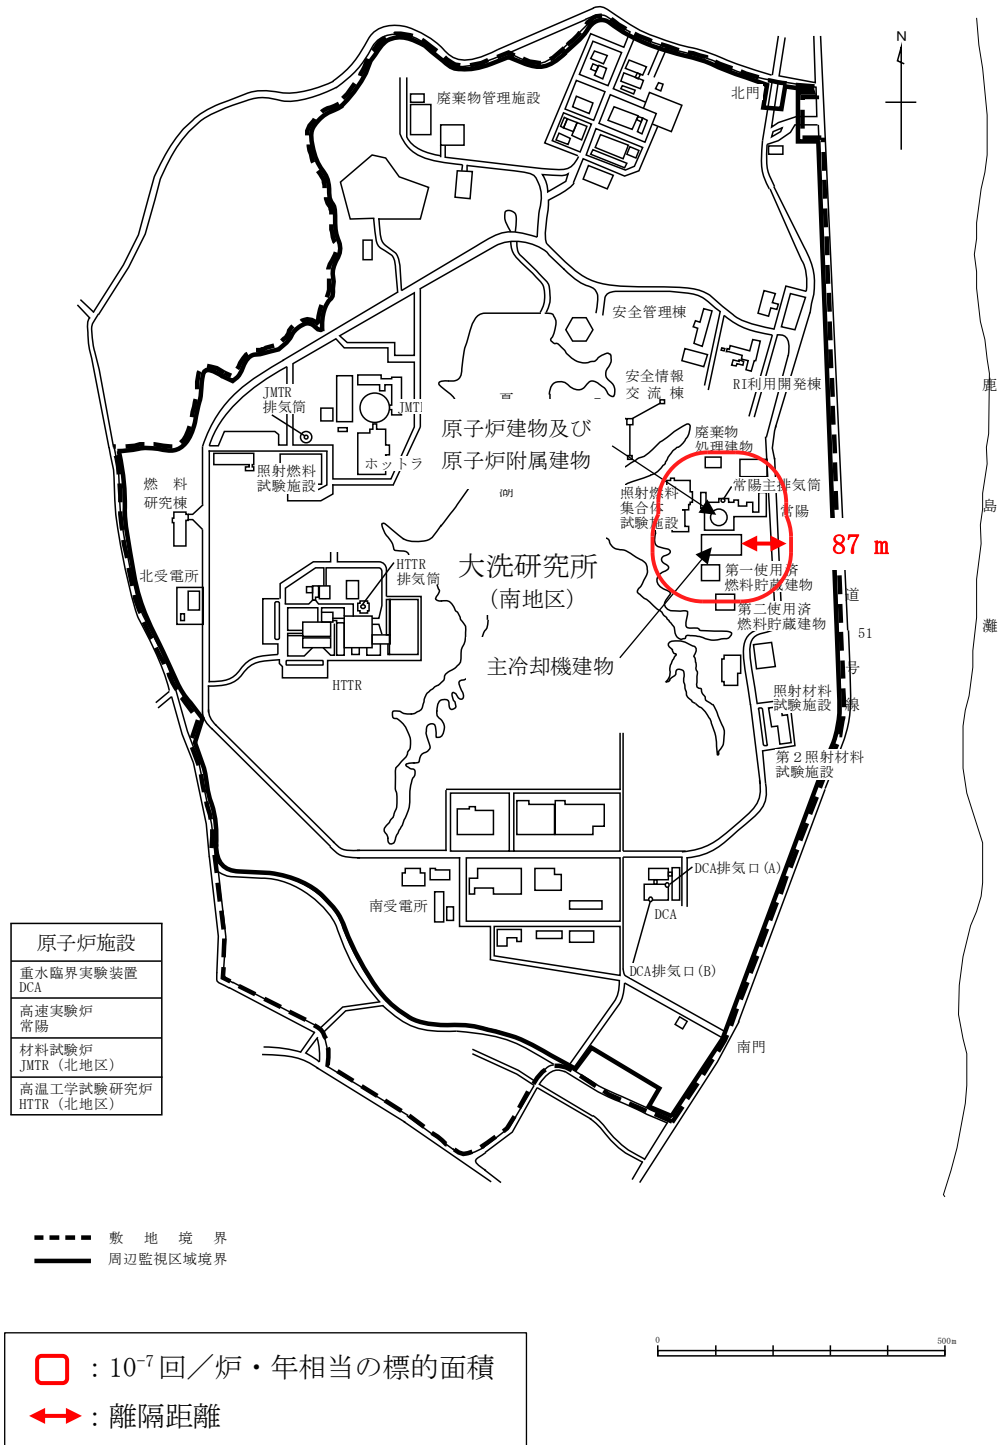 N
北門
廃棄物管理施設
安全管理棟
安全情報
交 流 棟
RI利用開発棟
鹿
島
灘
JMTR
排気筒
JMT
夏
原子炉建物及び
原子炉附属建物
廃棄物
処理建物
ホットラ
照射燃料
試験施設
湖
照射燃料
集合体
試験施設
常陽主排気筒
常陽
燃 料
研究棟
87 m
大洗研究所
(南地区)
HTTR
排気筒
第一使用済
燃料貯蔵建物
北受電所
第二使用済
燃料貯蔵建物
道
51
号
線
主冷却機建物
HTTR
照射材料
試験施設
第２照射材料
試験施設
DCA排気口(A)
南受電所
DCA
DCA排気口(B)
南門
原子炉施設
重水臨界実験装置
DCA
高速実験炉
常陽
材料試験炉
JMTR (北地区)
高温工学試験研究炉
HTTR (北地区)
敷 地 境 界
周辺監視区域境界
0 500m
：10⁻⁷回／炉・年相当の標的面積
：離隔距離